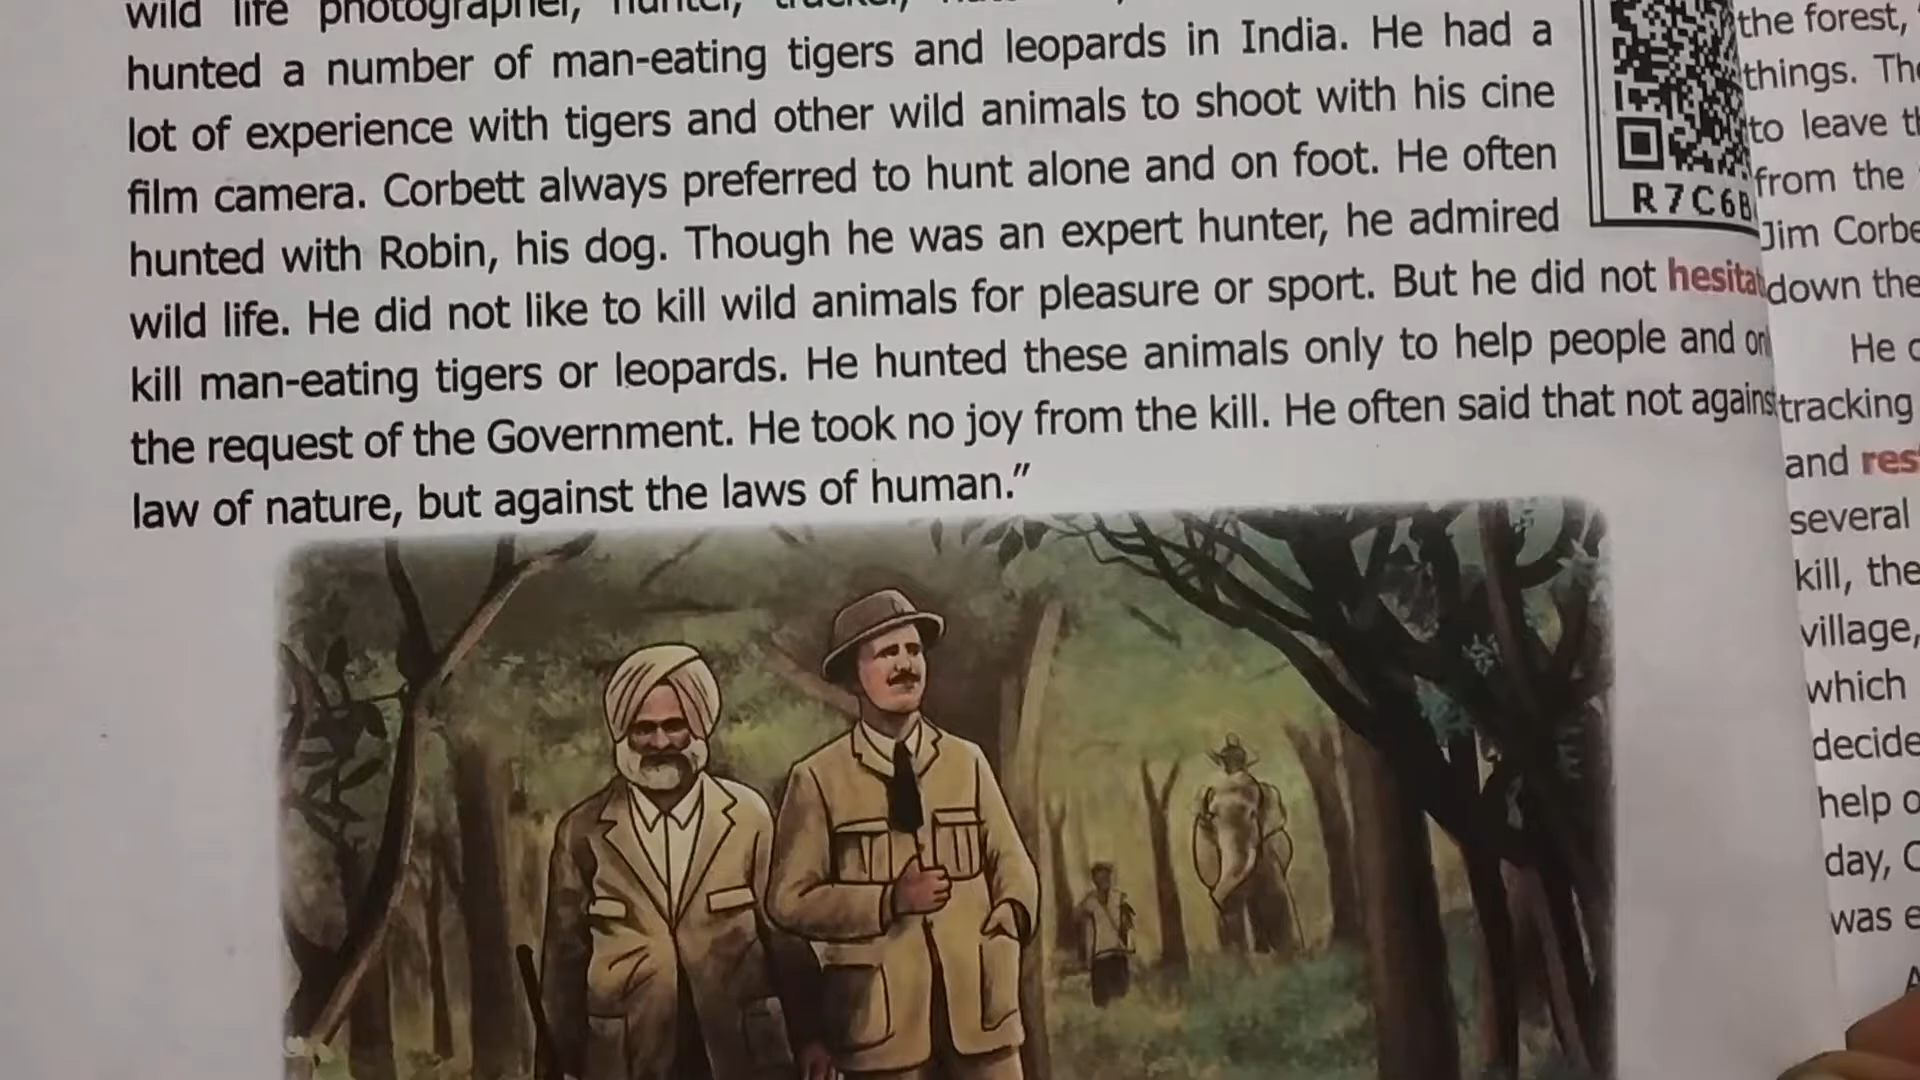 wild life photographer, hunter, tracker,
hunted a number of man-eating tigers and leopards in India. He had a
lot of experience with tigers and other wild animals to shoot with his cine
film camera. Corbett always preferred to hunt alone and on foot. He often
hunted with Robin, his dog. Though he was an expert hunter, he admired
wild life. He did not like to kill wild animals for pleasure or sport. But he did not hesitat
kill man-eating tigers or leopards. He hunted these animals only to help people and on
the request of the Government. He took no joy from the kill. He often said that not against
law of nature, but against the laws of human.”
R7C6B
the forest,
things. The
to leave th
from the
Jim Corbe
down the
He
tracking
and res
several
kill, the
village,
which
decide
help o
day, C
was e